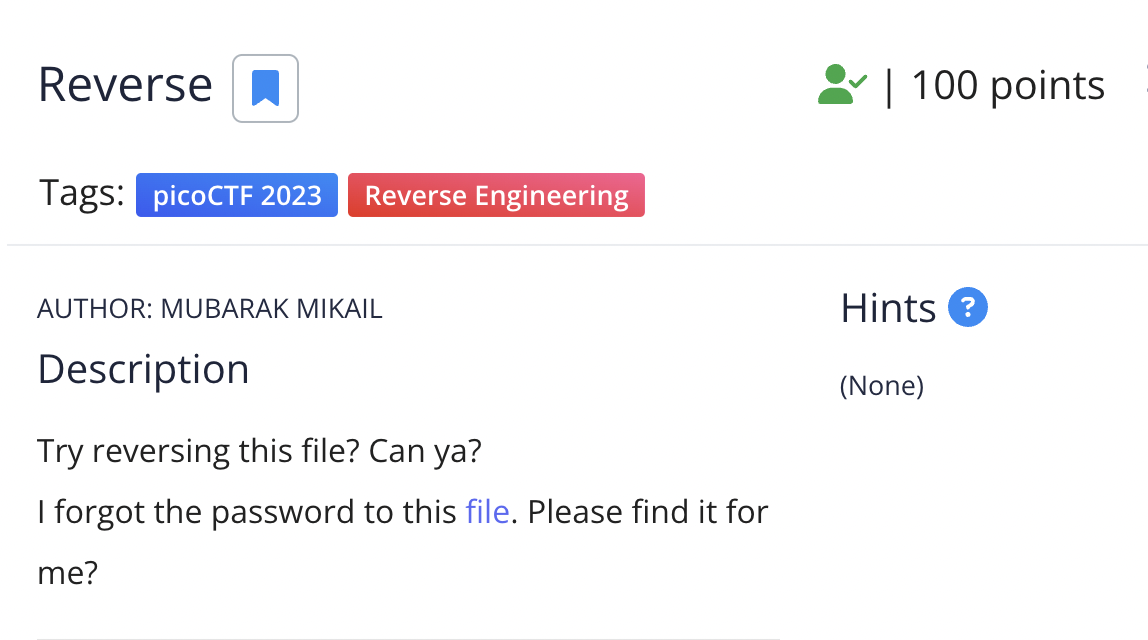 Reverse
| 100 points
Tags: picoCTF 2023 Reverse Engineering
AUTHOR: MUBARAK MIKAIL
Hints ?
Description
(None)
Try reversing this file? Can ya?
I forgot the password to this file. Please find it for
me?